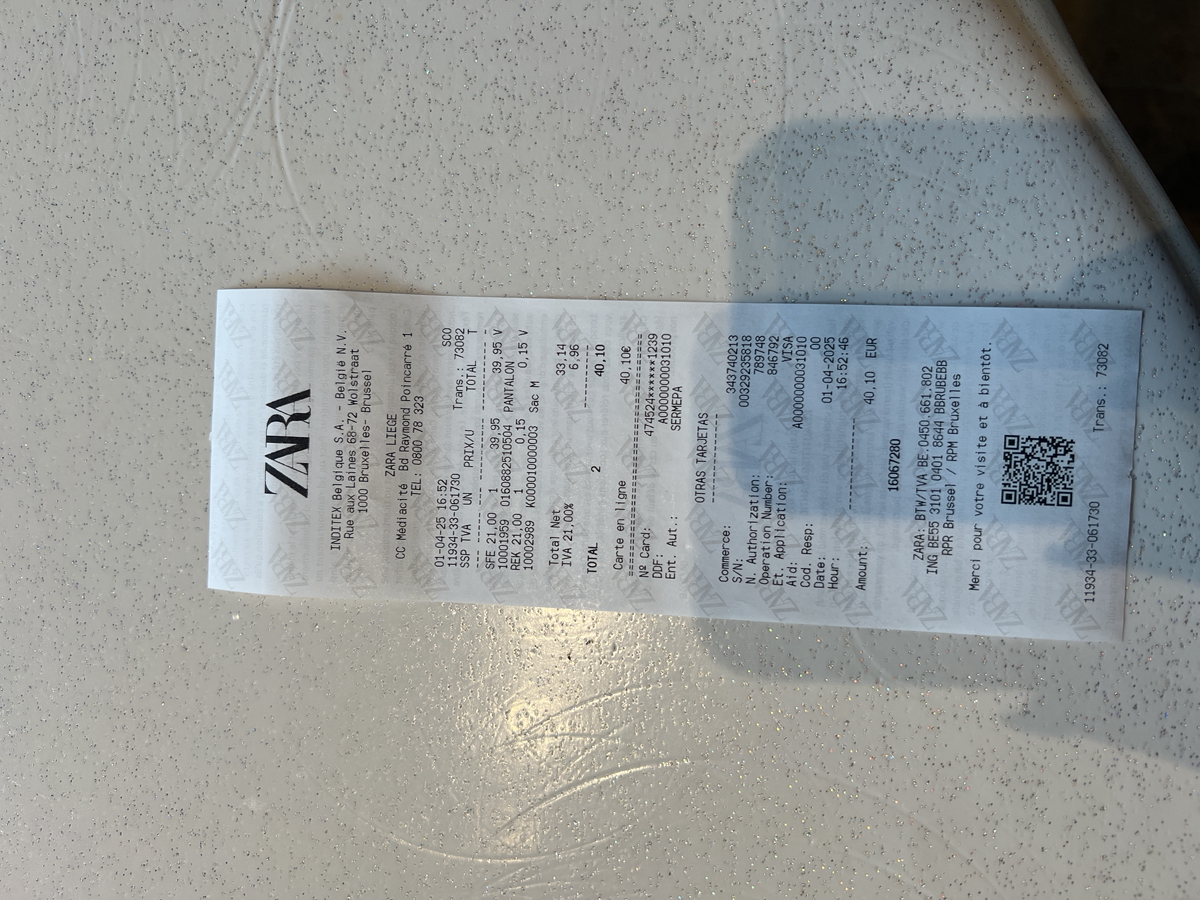 ZARA
INDITEX Belgique S.A. - België N.V.
Rue aux Laines 68-72 Wolstraat
1000 Bruxelles- Brussel
ZARA LIEGE
CC Médiacité Bd Raymond Poincarré 1
TEL: 0800 78 323
01-04-25 16:52 SCO
11934-33-061730 Trans.: 73082
SSP TVA UN PRIX/U TOTAL T
SFE 21,00 1 39,95 39,95 V
10001959 0160882510504 PANTALON
REK 21,00 1 0,15 0,15 V
10002989 K000010000003 Sac M
Total Net 33,14
IVA 21,00% 6,96
TOTAL 2 40,10
Carte en ligne 40,10€
Nº Card: 474524******1239
DDF: A0000000031010
Ent. Aut.: SERMEPA
OTRAS TARJETAS
Commerce: 343740213
S/N: 00329235818
N. Authorization: 789748
Operation Number: 846792
Et. Application: VISA
Aid: A0000000031010
Cod. Resp: 00
Date: 01-04-2025
Hour: 16:52:46
Amount: 40,10 EUR
16067280
ZARA: BTW/TVA BE.0450.661.802
ING BE55 3101 0401 8644 BBRUBEBB
RPR Brussel / RPM Bruxelles
Merci pour votre visite et à bientôt.
11934-33-061730 Trans.: 73082